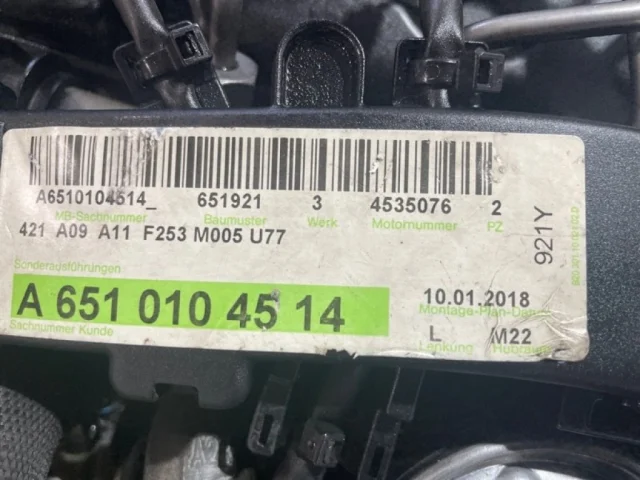 A6510104514_ 651921 3 4535076 2
MB-Sachnummer Baumuster Werk Motornummer PZ
421 A09 A11 F253 M005 U77
Sonderausführungen
A 651 010 45 14
Sachnummer Kunde
10.01.2018
Montage-Plan-Datum
L M22
Lenkung Hubraum
921Y